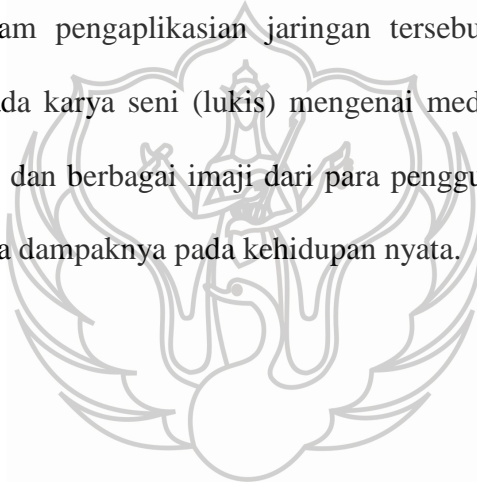 am pengaplikasian jaringan tersebu
da karya seni (lukis) mengenai med
dan berbagai imaji dari para penggu
a dampaknya pada kehidupan nyata.